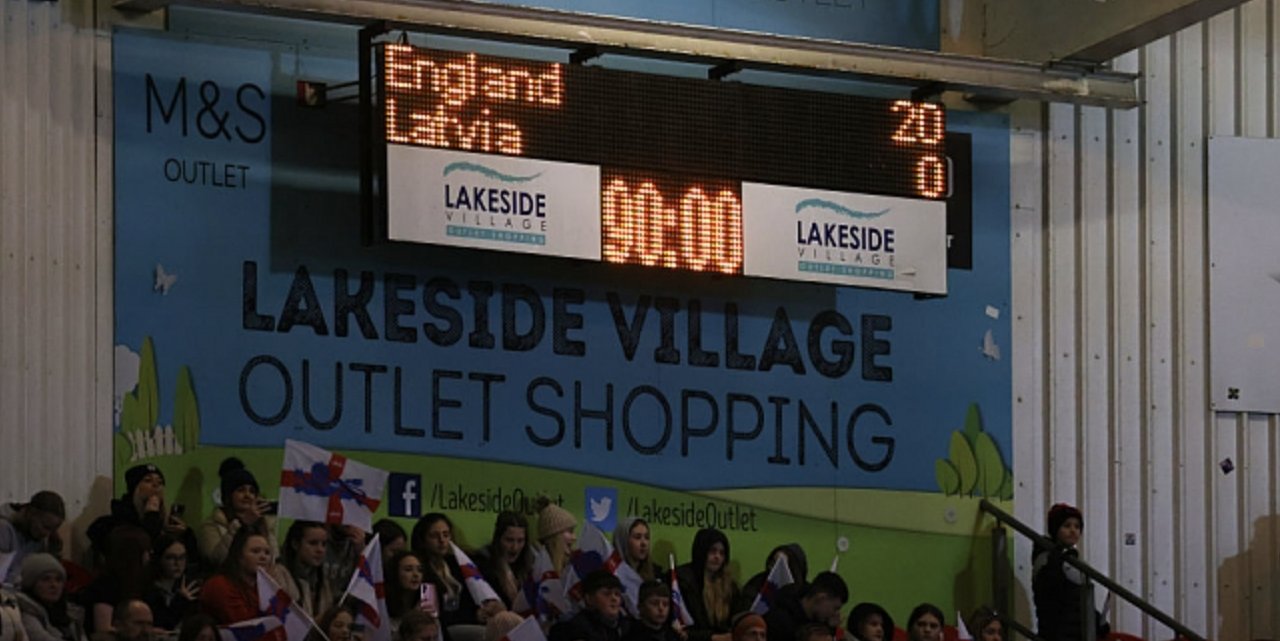 M&S
OUTLET
England 20
Latvia 0
LAKESIDE
VILLAGE
OUTLET SHOPPING
90:00
LAKESIDE
VILLAGE
OUTLET SHOPPING
LAKESIDE VILLAGE
OUTLET SHOPPING
/LakesideOutlet
/LakesideOutlet